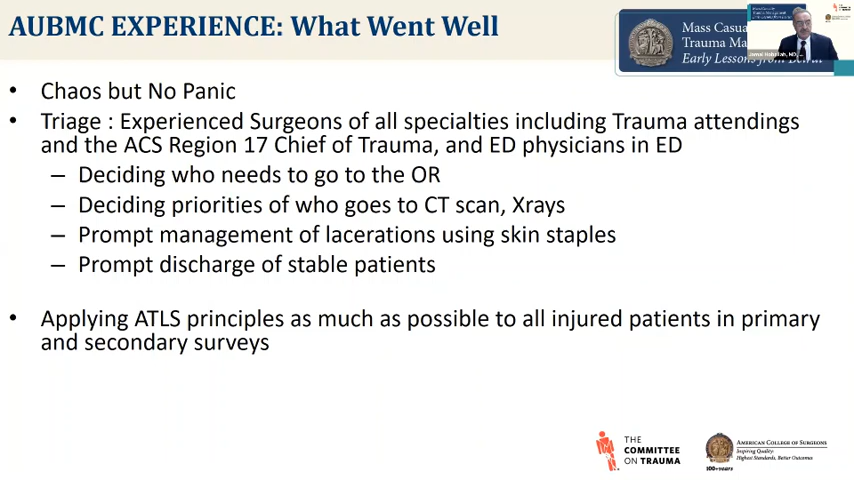 AUBMC EXPERIENCE: What Went Well
Mass Casua
Trauma Ma
Early Lessons from Beirut
• Chaos but No Panic
• Triage : Experienced Surgeons of all specialties including Trauma attendings
and the ACS Region 17 Chief of Trauma, and ED physicians in ED
– Deciding who needs to go to the OR
– Deciding priorities of who goes to CT scan, Xrays
– Prompt management of lacerations using skin staples
– Prompt discharge of stable patients
• Applying ATLS principles as much as possible to all injured patients in primary
and secondary surveys
THE
COMMITTEE
ON TRAUMA
AMERICAN COLLEGE OF SURGEONS
Inspiring Quality:
Highest Standards, Better Outcomes
100+years